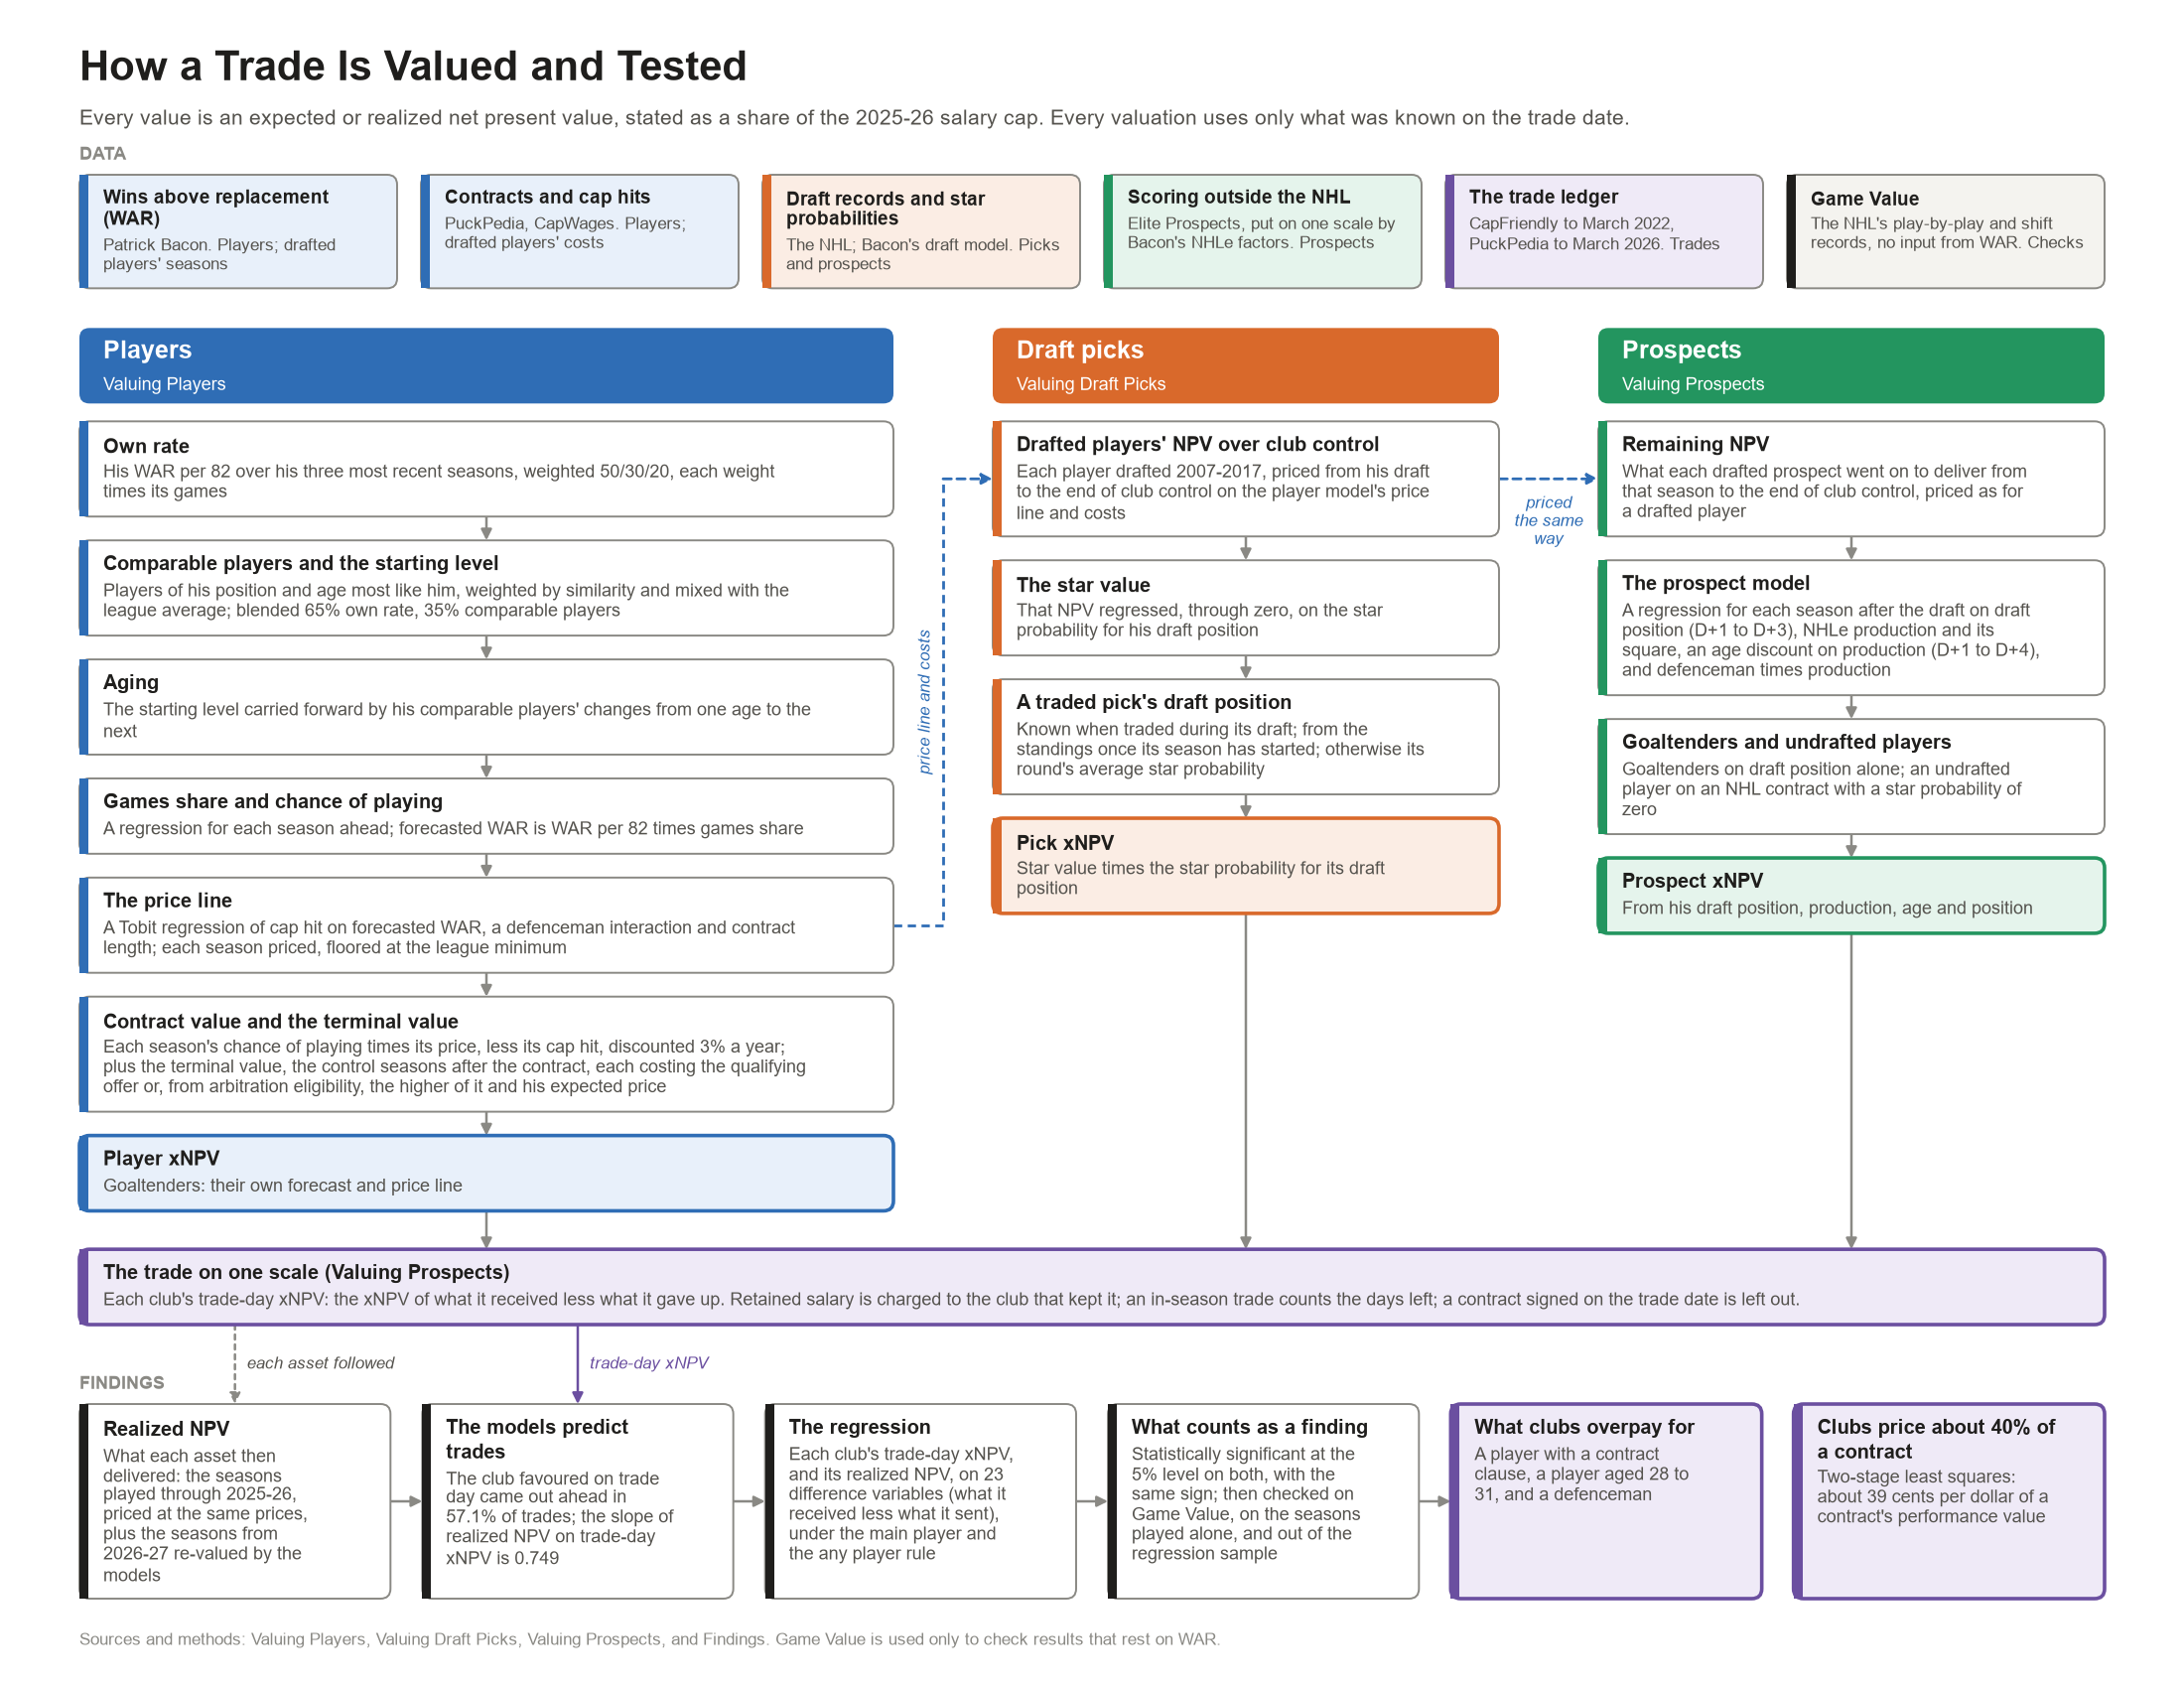 How a Trade Is Valued and Tested
Every value is an expected or realized net present value, stated as a share of the 2025-26 salary cap. Every valuation uses only what was known on the trade date.
DATA
Wins above replacement
(WAR)
Patrick Bacon. Players; drafted
players' seasons
Contracts and cap hits
PuckPedia, CapWages. Players;
drafted players' costs
Draft records and star
probabilities
The NHL; Bacon's draft model. Picks
and prospects
Scoring outside the NHL
Elite Prospects, put on one scale by
Bacon's NHLe factors. Prospects
The trade ledger
CapFriendly to March 2022,
PuckPedia to March 2026. Trades
Game Value
The NHL's play-by-play and shift
records, no input from WAR. Checks
Players
Valuing Players
Own rate
His WAR per 82 over his three most recent seasons, weighted 50/30/20, each weight
times its games
Comparable players and the starting level
Players of his position and age most like him, weighted by similarity and mixed with the
league average; blended 65% own rate, 35% comparable players
Aging
The starting level carried forward by his comparable players' changes from one age to the
next
Games share and chance of playing
A regression for each season ahead; forecasted WAR is WAR per 82 times games share
The price line
A Tobit regression of cap hit on forecasted WAR, a defenceman interaction and contract
length; each season priced, floored at the league minimum
Contract value and the terminal value
Each season's chance of playing times its price, less its cap hit, discounted 3% a year;
plus the terminal value, the control seasons after the contract, each costing the qualifying
offer or, from arbitration eligibility, the higher of it and his expected price
Player xNPV
Goaltenders: their own forecast and price line
price line and costs
Draft picks
Valuing Draft Picks
Drafted players' NPV over club control
Each player drafted 2007-2017, priced from his draft
to the end of club control on the player model's price
line and costs
The star value
That NPV regressed, through zero, on the star
probability for his draft position
A traded pick's draft position
Known when traded during its draft; from the
standings once its season has started; otherwise its
round's average star probability
Pick xNPV
Star value times the star probability for its draft
position
priced
the same
way
Prospects
Valuing Prospects
Remaining NPV
What each drafted prospect went on to deliver from
that season to the end of club control, priced as for
a drafted player
The prospect model
A regression for each season after the draft on draft
position (D+1 to D+3), NHLe production and its
square, an age discount on production (D+1 to D+4),
and defenceman times production
Goaltenders and undrafted players
Goaltenders on draft position alone; an undrafted
player on an NHL contract with a star probability of
zero
Prospect xNPV
From his draft position, production, age and position
The trade on one scale (Valuing Prospects)
Each club's trade-day xNPV: the xNPV of what it received less what it gave up. Retained salary is charged to the club that kept it; an in-season trade counts the days left; a contract signed on the trade date is left out.
each asset followed
trade-day xNPV
FINDINGS
Realized NPV
What each asset then
delivered: the seasons
played through 2025-26,
priced at the same prices,
plus the seasons from
2026-27 re-valued by the
models
The models predict
trades
The club favoured on trade
day came out ahead in
57.1% of trades; the slope of
realized NPV on trade-day
xNPV is 0.749
The regression
Each club's trade-day xNPV,
and its realized NPV, on 23
difference variables (what it
received less what it sent),
under the main player and
the any player rule
What counts as a finding
Statistically significant at the
5% level on both, with the
same sign; then checked on
Game Value, on the seasons
played alone, and out of the
regression sample
What clubs overpay for
A player with a contract
clause, a player aged 28 to
31, and a defenceman
Clubs price about 40% of
a contract
Two-stage least squares:
about 39 cents per dollar of a
contract's performance value
Sources and methods: Valuing Players, Valuing Draft Picks, Valuing Prospects, and Findings. Game Value is used only to check results that rest on WAR.